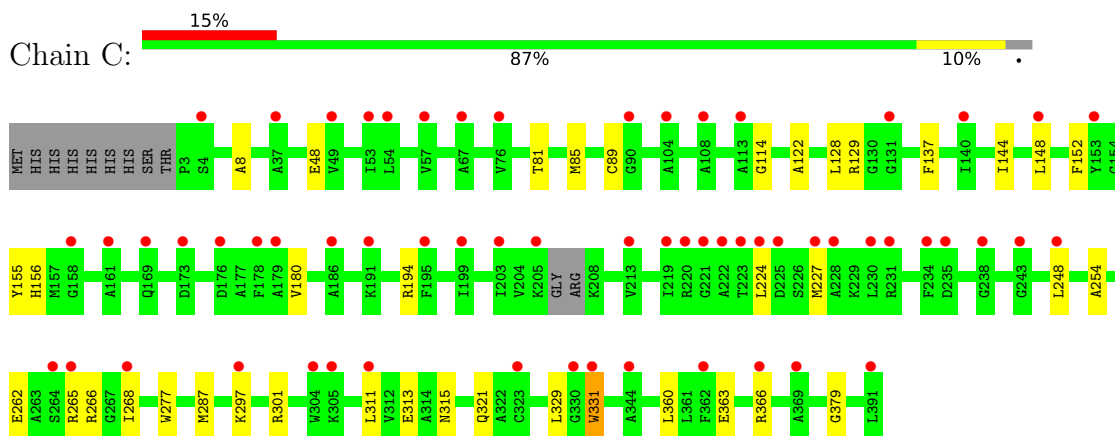 15%
Chain C:
87% 10% •
MET HIS HIS HIS HIS HIS HIS SER THR P3 S4 A8 A37 E48 V49 I53 L54 V57 A67 V76 T81 M85 C89 G90 A104 A108 A113 G114 A122 L128 R129 G130 G131 F137 I140 I144 L148 F152 Y153 G154
Y155 H156 M157 G158 A161 Q169 D173 D176 A177 F178 A179 V180 A186 K191 R194 F195 I199 I203 V204 K205 GLY ARG K208 V213 I219 R220 G221 A222 T223 L224 D225 S226 M227 A228 K229 L230 R231 F234 D235 G238 G243 L248 A254
E262 A263 S264 R265 R266 G267 I268 W277 M287 K297 R301 W304 K305 L311 V312 E313 A314 N315 Q321 A322 C323 L329 G330 W331 A344 L360 L361 F362 E363 R366 A369 G379 L391